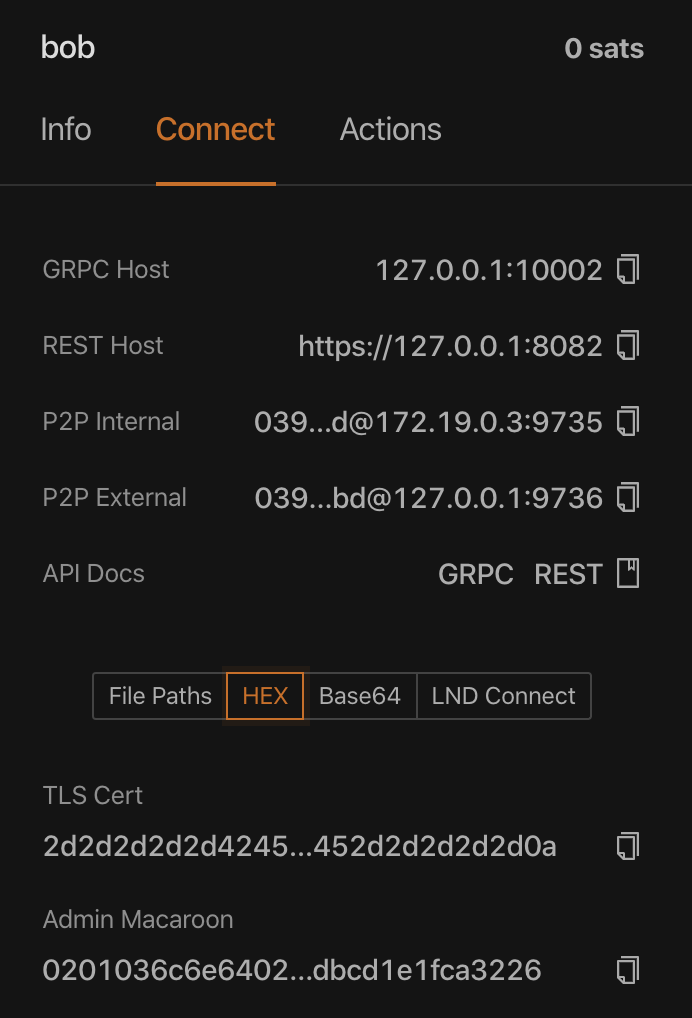 bob 0 sats
Info Connect Actions
GRPC Host 127.0.0.1:10002
REST Host https://127.0.0.1:8082
P2P Internal 039...d@172.19.0.3:9735
P2P External 039...bd@127.0.0.1:9736
API Docs GRPC REST
File Paths HEX Base64 LND Connect
TLS Cert
2d2d2d2d2d4245...452d2d2d2d2d0a
Admin Macaroon
0201036c6e6402...dbcd1e1fca3226